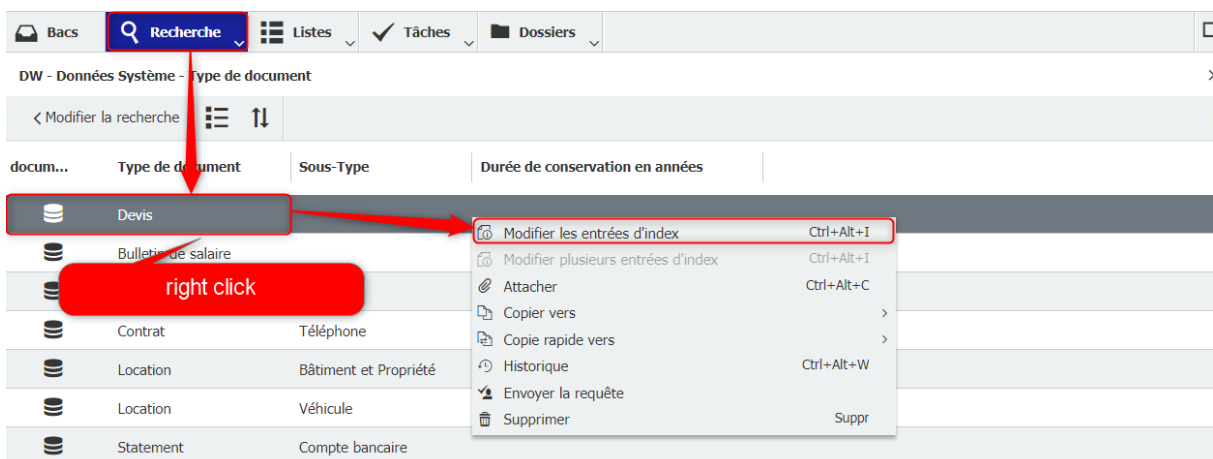 Bacs Recherche Listes Tâches Dossiers
DW - Données Système - Type de document
Modifier la recherche
docum... Type de document Sous-Type Durée de conservation en années
Devis
Modifier les entrées d'index Ctrl+Alt+I
Bulletin de salaire
Modifier plusieurs entrées d'index Ctrl+Alt+I
right click
Attacher Ctrl+Alt+C
Copier vers
Contrat Téléphone
Copie rapide vers
Historique Ctrl+Alt+W
Location Bâtiment et Propriété
Envoyer la requête
Location Véhicule
Supprimer Suppr
Statement Compte bancaire